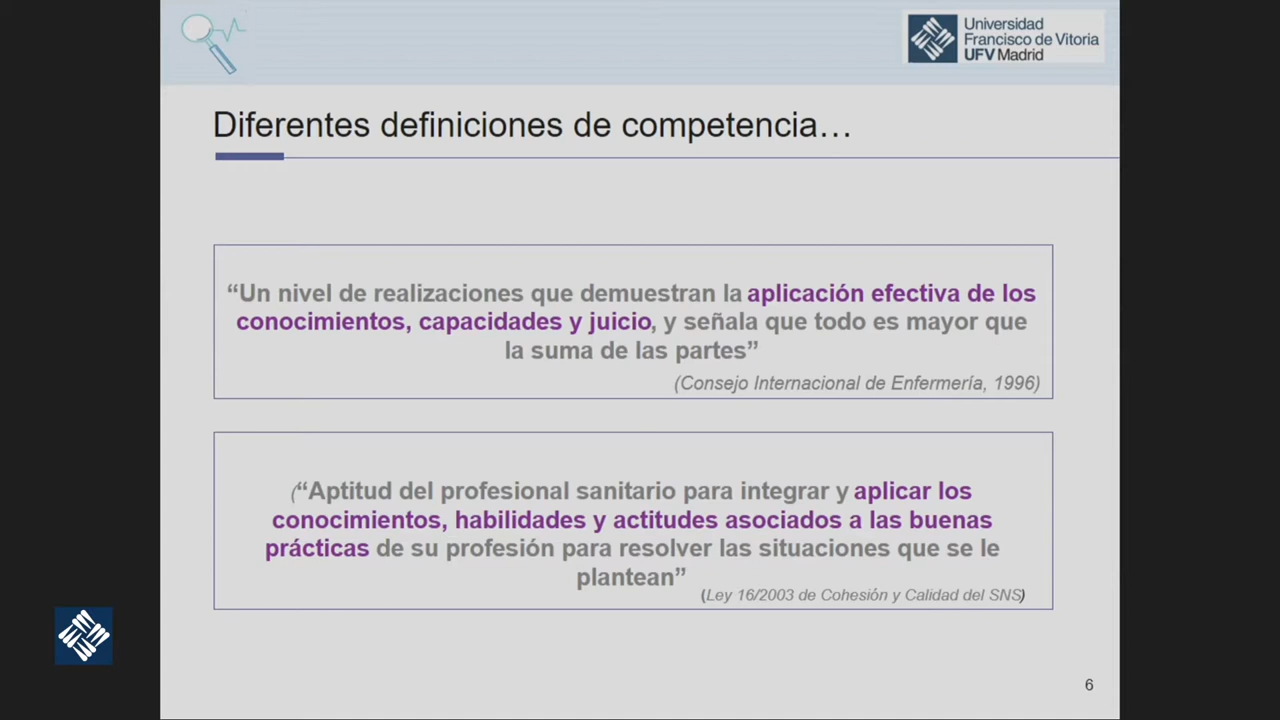 Universidad
Francisco de Vitoria
UFV Madrid
Diferentes definiciones de competencia…
“Un nivel de realizaciones que demuestran la aplicación efectiva de los
conocimientos, capacidades y juicio, y señala que todo es mayor que
la suma de las partes”
(Consejo Internacional de Enfermería, 1996)
(“Aptitud del profesional sanitario para integrar y aplicar los
conocimientos, habilidades y actitudes asociados a las buenas
prácticas de su profesión para resolver las situaciones que se le
plantean”
(Ley 16/2003 de Cohesión y Calidad del SNS)
6